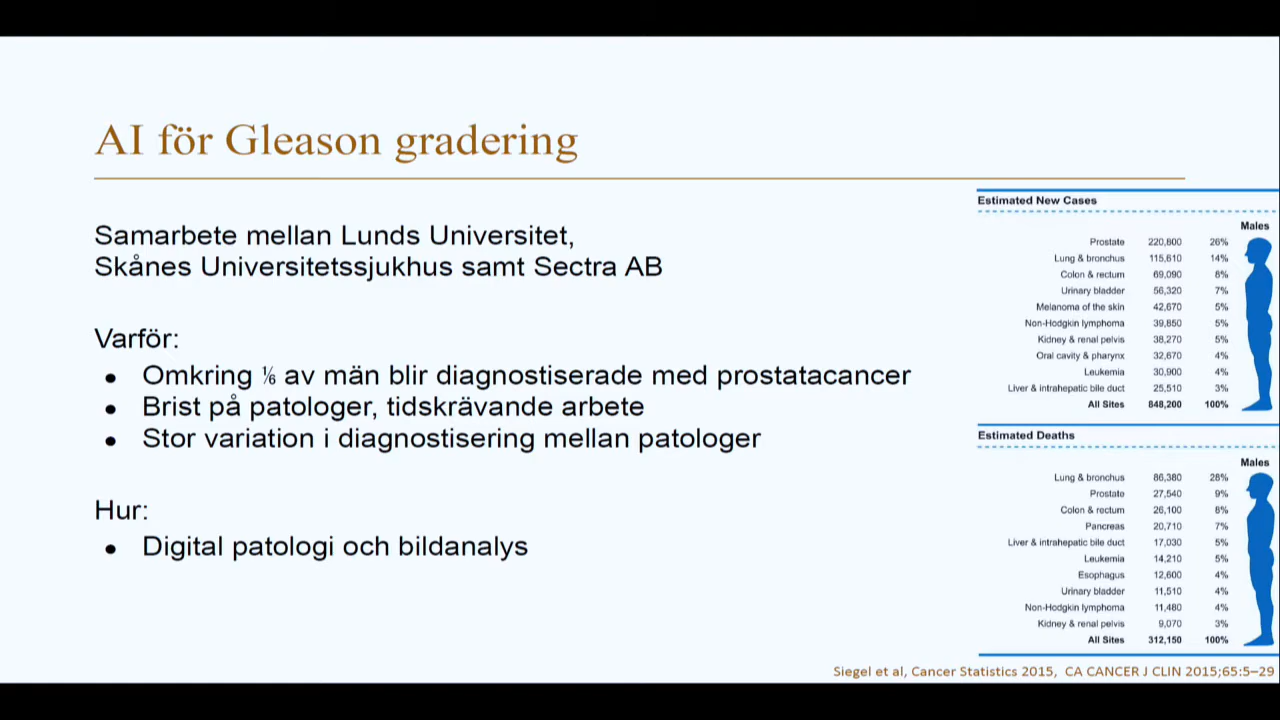 AI för Gleason gradering
Samarbete mellan Lunds Universitet,
Skånes Universitetssjukhus samt Sectra AB
Varför:
● Omkring ⅙ av män blir diagnostiserade med prostatacancer
● Brist på patologer, tidskrävande arbete
● Stor variation i diagnostisering mellan patologer
Hur:
● Digital patologi och bildanalys
Estimated New Cases
Males
Prostate 220,800 26%
Lung & bronchus 115,610 14%
Colon & rectum 69,090 8%
Urinary bladder 56,320 7%
Melanoma of the skin 42,670 5%
Non-Hodgkin lymphoma 39,850 5%
Kidney & renal pelvis 38,270 5%
Oral cavity & pharynx 32,670 4%
Leukemia 30,900 4%
Liver & intrahepatic bile duct 25,510 3%
All Sites 848,200 100%
Estimated Deaths
Males
Lung & bronchus 86,380 28%
Prostate 27,540 9%
Colon & rectum 26,100 8%
Pancreas 20,710 7%
Liver & intrahepatic bile duct 17,030 5%
Leukemia 14,210 5%
Esophagus 12,600 4%
Urinary bladder 11,510 4%
Non-Hodgkin lymphoma 11,480 4%
Kidney & renal pelvis 9,070 3%
All Sites 312,150 100%
Siegel et al, Cancer Statistics 2015, CA CANCER J CLIN 2015;65:5–29